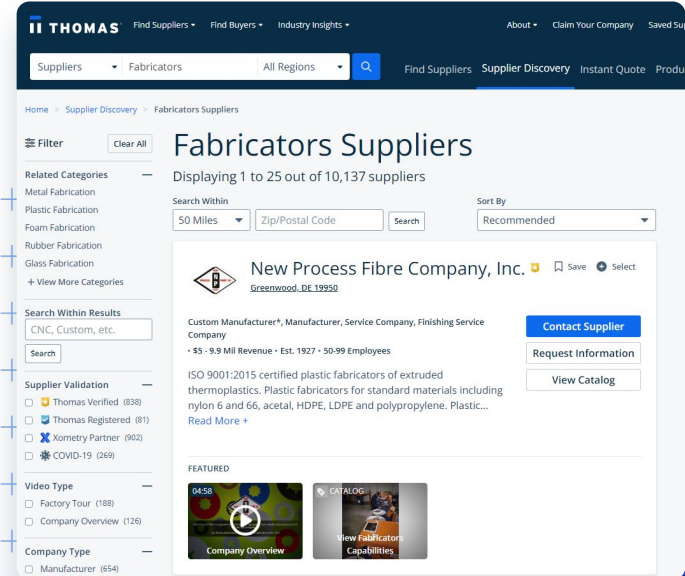 THOMAS
Find Suppliers
Find Buyers
Industry Insights
About
Claim Your Company
Saved Su
Suppliers
Fabricators
All Regions
Find Suppliers
Supplier Discovery
Instant Quote
Produ
Home > Supplier Discovery > Fabricators Suppliers
Filter
Clear All
Related Categories
Metal Fabrication
Plastic Fabrication
Foam Fabrication
Rubber Fabrication
Glass Fabrication
+ View More Categories
Search Within Results
CNC, Custom, etc.
Search
Supplier Validation
Thomas Verified (838)
Thomas Registered (81)
Xometry Partner (902)
COVID-19 (269)
Video Type
Factory Tour (188)
Company Overview (126)
Company Type
Manufacturer (654)
Fabricators Suppliers
Displaying 1 to 25 out of 10,137 suppliers
Search Within
50 Miles
Zip/Postal Code
Search
Sort By
Recommended
New Process Fibre Company, Inc.
Save
Select
Greenwood, DE 19950
Custom Manufacturer*, Manufacturer, Service Company, Finishing Service
Company
• $5 - 9.9 Mil Revenue • Est. 1927 • 50-99 Employees
ISO 9001:2015 certified plastic fabricators of extruded
thermoplastics. Plastic fabricators for standard materials including
nylon 6 and 66, acetal, HDPE, LDPE and polypropylene. Plastic...
Read More +
Contact Supplier
Request Information
View Catalog
FEATURED
04:58
Company Overview
CATALOG
View Fabricators
Capabilities